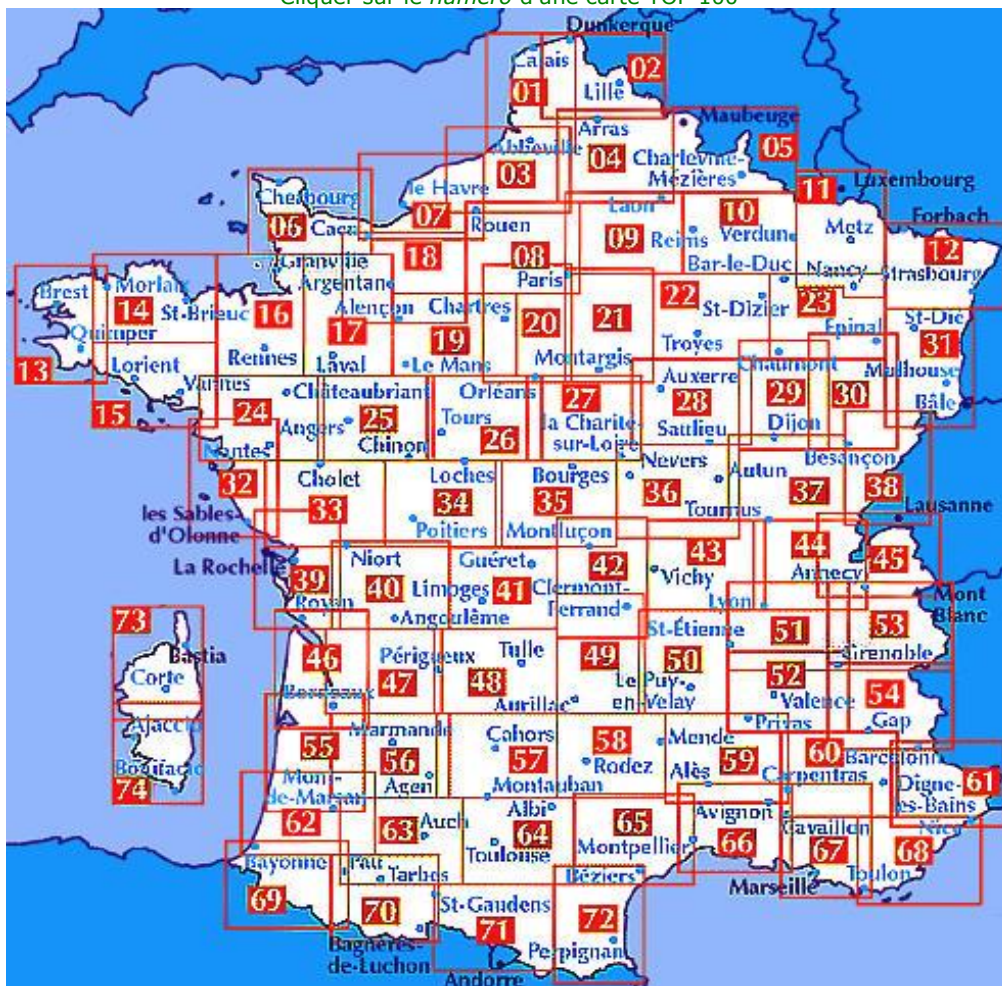 Cliquer sur le numéro d'une carte TOP 100
Dunkerque
Calais
02
01
Lille
Maubeuge
Arras
Abbeville
04
05
03
Charleville-
Mézières
11
Luxembourg
Cherbourg
le Havre
07
Rouen
Laon
10
Forbach
06
Caen
18
08
09
Reims
Verdun
Metz
12
Granville
Paris
Bar-le-Duc
Nancy
Strasbourg
Argentan
Brest
Morlaix
14
St-Brieuc
16
Alençon
Chartres
22
St-Dizier
23
17
19
20
21
Epinal
St-Dié
Quimper
Troyes
31
13
Lorient
Rennes
Laval
Le Mans
Montargis
Chaumont
Mulhouse
Vannes
Châteaubriant
Orléans
Auxerre
29
30
Bâle
15
24
25
27
28
Angers
Tours
26
la Charité-
sur-Loire
Saulieu
Dijon
Nantes
Chinon
Besançon
32
Cholet
Loches
Bourges
Nevers
Autun
34
35
36
37
38
33
Lausanne
les Sables-
d'Olonne
Poitiers
Montluçon
Tournus
La Rochelle
Niort
Guéret
42
43
44
45
39
40
Limoges
41
Clermont-
Ferrand
Vichy
Annecy
Royan
Angoulême
Lyon
Mont
Blanc
73
St-Étienne
51
53
Bastia
46
Périgueux
Tulle
49
50
Grenoble
Corte
47
48
52
Bordeaux
Aurillac
Le Puy-
en-Velay
Valence
54
Ajaccio
Marmande
Cahors
58
Mende
Privas
Gap
55
56
57
59
60
Barcelonn
Bonifacio
74
Mont-
de-Marsan
Agen
Montauban
Rodez
Alès
Carpentras
Digne-
les-Bains
61
62
63
Auch
Albi
64
65
Avignon
Cavaillon
Nice
Toulouse
Montpellier
66
67
68
Bayonne
Pau
Tarbes
Béziers
Marseille
Toulon
69
70
St-Gaudens
71
72
Bagnères-
de-Luchon
Perpignan
Andorre